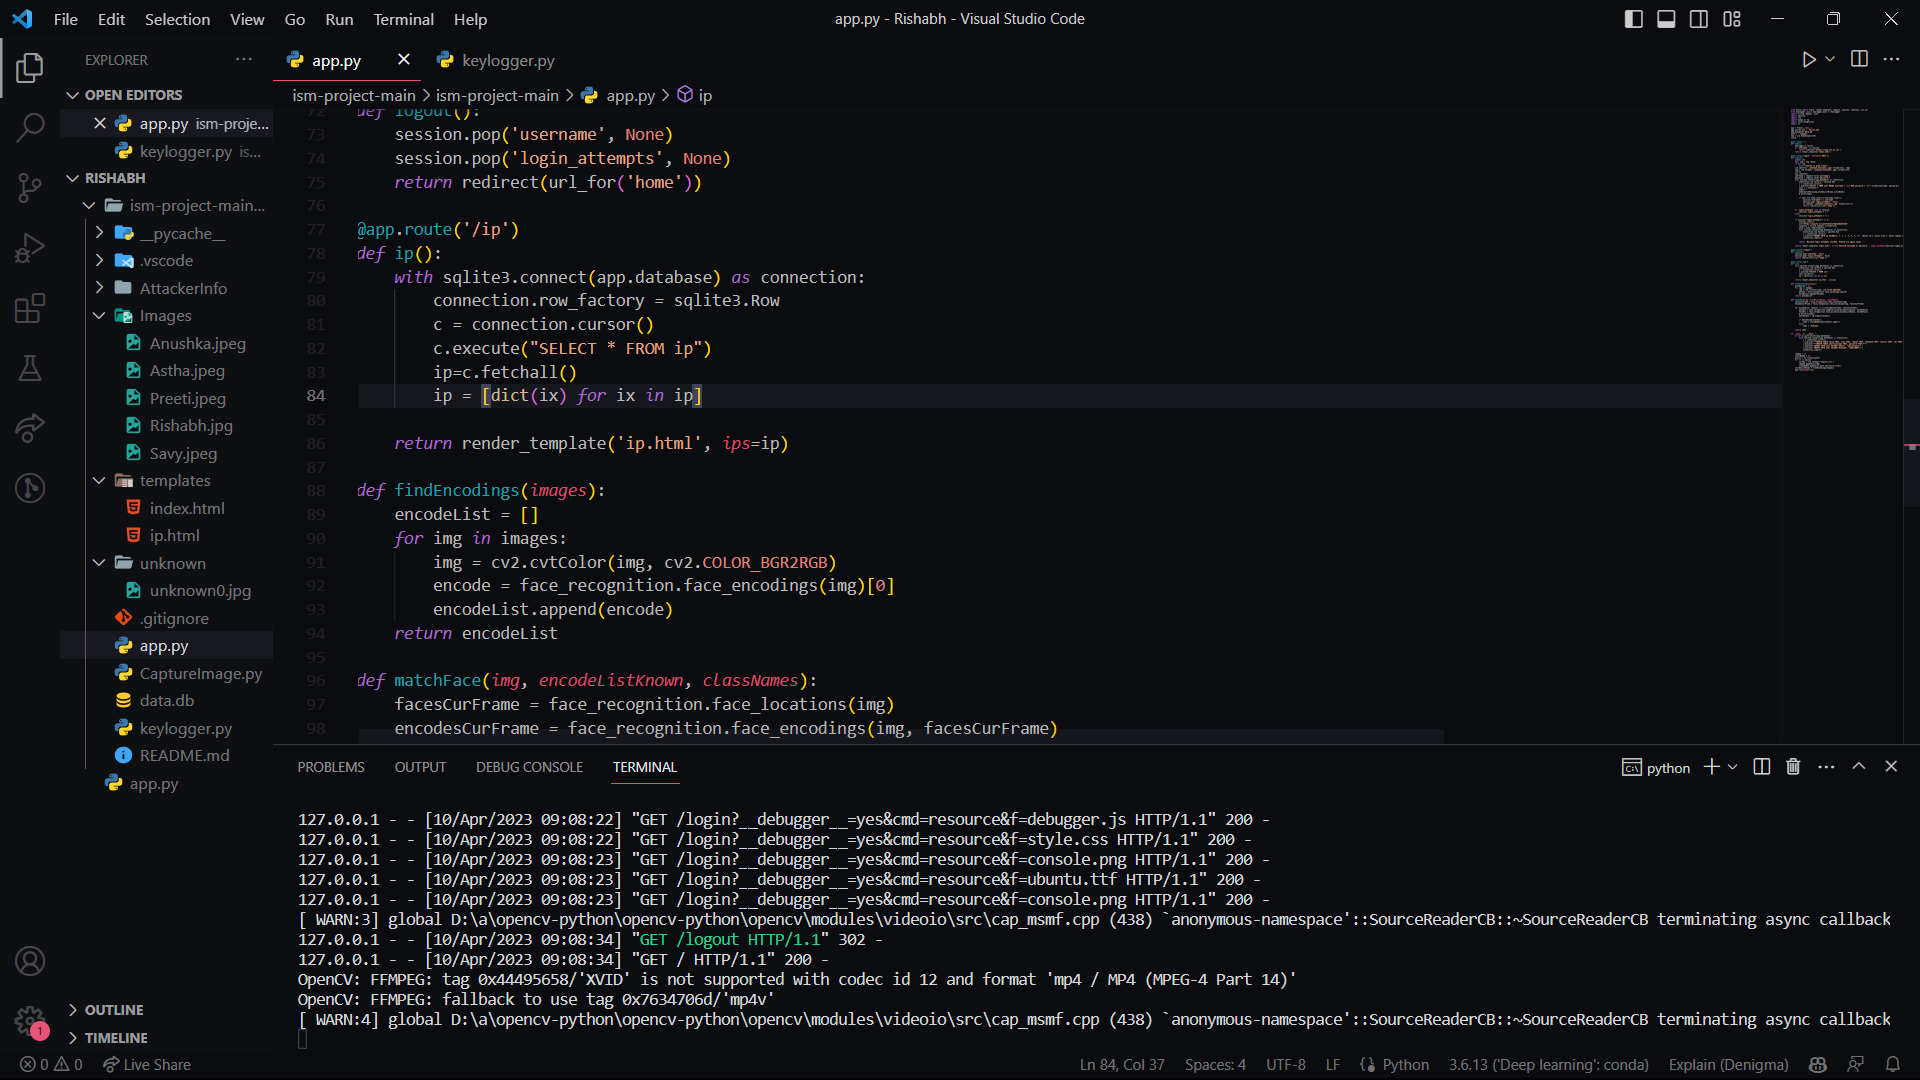 File Edit Selection View Go Run Terminal Help
app.py - Rishabh - Visual Studio Code
EXPLORER
OPEN EDITORS
app.py ism-proje...
keylogger.py is...
RISHABH
ism-project-main...
__pycache__
.vscode
AttackerInfo
Images
Anushka.jpeg
Astha.jpeg
Preeti.jpeg
Rishabh.jpg
Savy.jpeg
templates
index.html
ip.html
unknown
unknown0.jpg
.gitignore
app.py
CaptureImage.py
data.db
keylogger.py
README.md
app.py
OUTLINE
TIMELINE
app.py
keylogger.py
ism-project-main > ism-project-main > app.py > ip
72 def logout():
73 session.pop('username', None)
74 session.pop('login_attempts', None)
75 return redirect(url_for('home'))
76
77 @app.route('/ip')
78 def ip():
79 with sqlite3.connect(app.database) as connection:
80 connection.row_factory = sqlite3.Row
81 c = connection.cursor()
82 c.execute("SELECT * FROM ip")
83 ip=c.fetchall()
84 ip = [dict(ix) for ix in ip]
85
86 return render_template('ip.html', ips=ip)
87
88 def findEncodings(images):
89 encodeList = []
90 for img in images:
91 img = cv2.cvtColor(img, cv2.COLOR_BGR2RGB)
92 encode = face_recognition.face_encodings(img)[0]
93 encodeList.append(encode)
94 return encodeList
95
96 def matchFace(img, encodeListKnown, classNames):
97 facesCurFrame = face_recognition.face_locations(img)
98 encodesCurFrame = face_recognition.face_encodings(img, facesCurFrame)
PROBLEMS OUTPUT DEBUG CONSOLE TERMINAL
python
127.0.0.1 - - [10/Apr/2023 09:08:22] "GET /login?__debugger__=yes&cmd=resource&f=debugger.js HTTP/1.1" 200 -
127.0.0.1 - - [10/Apr/2023 09:08:22] "GET /login?__debugger__=yes&cmd=resource&f=style.css HTTP/1.1" 200 -
127.0.0.1 - - [10/Apr/2023 09:08:23] "GET /login?__debugger__=yes&cmd=resource&f=console.png HTTP/1.1" 200 -
127.0.0.1 - - [10/Apr/2023 09:08:23] "GET /login?__debugger__=yes&cmd=resource&f=ubuntu.ttf HTTP/1.1" 200 -
127.0.0.1 - - [10/Apr/2023 09:08:23] "GET /login?__debugger__=yes&cmd=resource&f=console.png HTTP/1.1" 200 -
[ WARN:3] global D:\a\opencv-python\opencv-python\opencv\modules\videoio\src\cap_msmf.cpp (438) `anonymous-namespace'::SourceReaderCB::~SourceReaderCB terminating async callback
127.0.0.1 - - [10/Apr/2023 09:08:34] "GET /logout HTTP/1.1" 302 -
127.0.0.1 - - [10/Apr/2023 09:08:34] "GET / HTTP/1.1" 200 -
OpenCV: FFMPEG: tag 0x44495658/'XVID' is not supported with codec id 12 and format 'mp4 / MP4 (MPEG-4 Part 14)'
OpenCV: FFMPEG: fallback to use tag 0x7634706d/'mp4v'
[ WARN:4] global D:\a\opencv-python\opencv-python\opencv\modules\videoio\src\cap_msmf.cpp (438) `anonymous-namespace'::SourceReaderCB::~SourceReaderCB terminating async callback
1
0 0 Live Share
Ln 84, Col 37 Spaces: 4 UTF-8 LF Python 3.6.13 ('Deep learning': conda) Explain (Denigma)